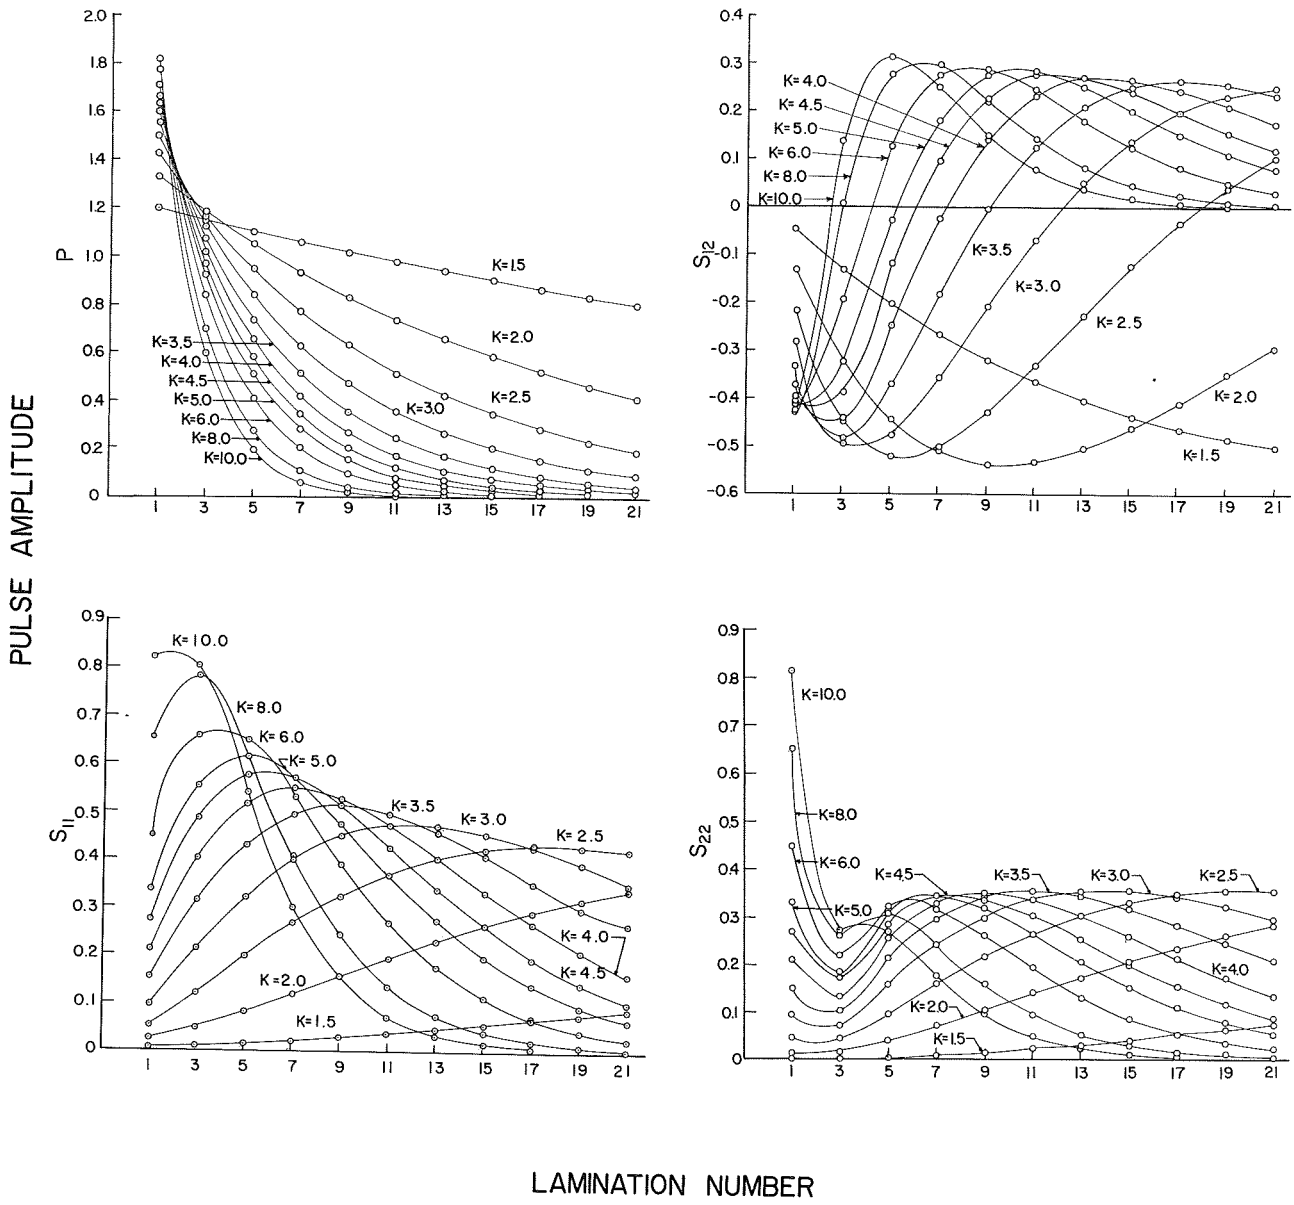 PULSE AMPLITUDE
2.0
1.8
1.6
1.4
1.2
1.0
0.8
0.6
0.4
0.2
0
P
K=1.5
K=2.0
K=2.5
K=3.0
K=3.5
K=4.0
K=4.5
K=5.0
K=6.0
K=8.0
K=10.0
1 3 5 7 9 11 13 15 17 19 21
0.4
0.3
0.2
0.1
0
-0.1
-0.2
-0.3
-0.4
-0.5
-0.6
S12
K=4.0
K=4.5
K=5.0
K=6.0
K=8.0
K=10.0
K=3.5
K=3.0
K=2.5
K=2.0
K=1.5
1 3 5 7 9 11 13 15 17 19 21
0.9
0.8
0.7
0.6
0.5
0.4
0.3
0.2
0.1
0
S11
K=10.0
K=8.0
K=6.0
K=5.0
K=3.5
K=3.0
K=2.5
K=4.0
K=4.5
K=2.0
K=1.5
1 3 5 7 9 11 13 15 17 19 21
0.9
0.8
0.7
0.6
0.5
0.4
0.3
0.2
0.1
0
S22
K=10.0
K=8.0
K=6.0
K=4.5
K=3.5
K=3.0
K=2.5
K=5.0
K=4.0
K=2.0
K=1.5
1 3 5 7 9 11 13 15 17 19 21
LAMINATION NUMBER